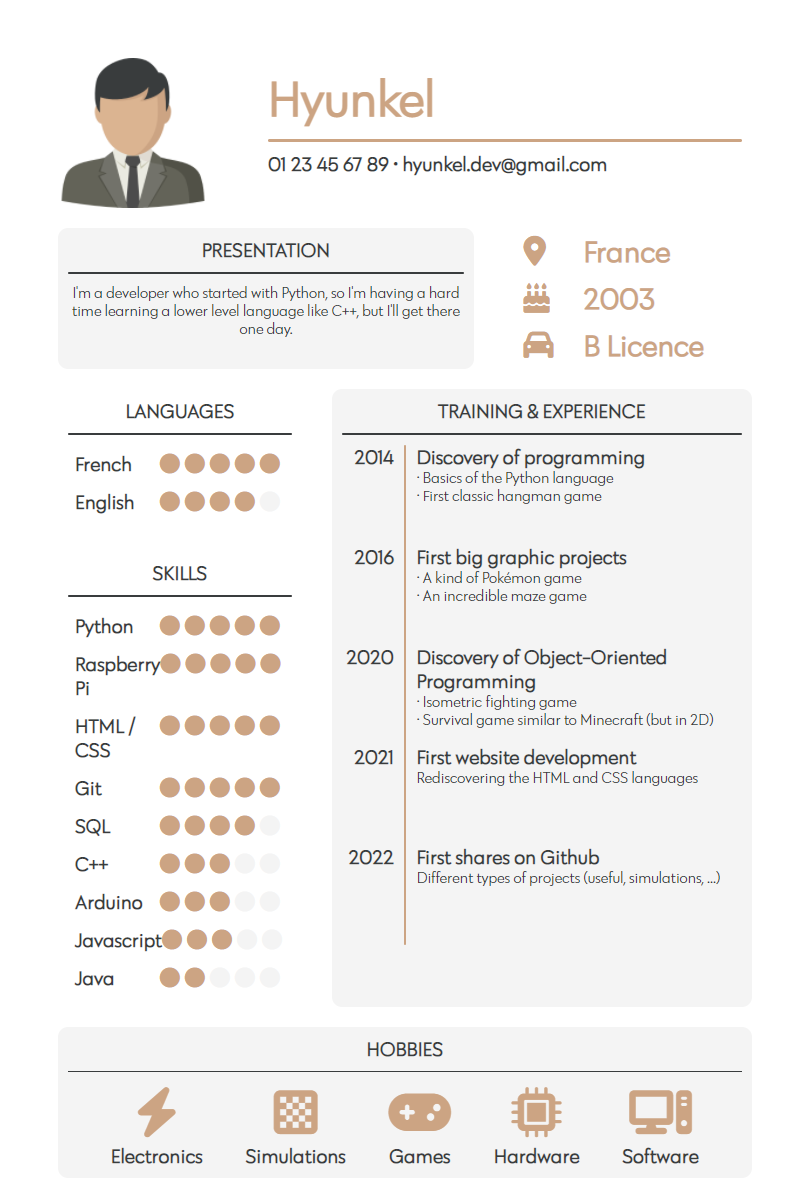 Hyunkel
01 23 45 67 89 • hyunkel.dev@gmail.com
PRESENTATION
I'm a developer who started with Python, so I'm having a hard
time learning a lower level language like C++, but I'll get there
one day.
France
2003
B Licence
LANGUAGES
French
English
SKILLS
Python
Raspberry
Pi
HTML /
CSS
Git
SQL
C++
Arduino
Javascript
Java
TRAINING & EXPERIENCE
2014 Discovery of programming
· Basics of the Python language
· First classic hangman game
2016 First big graphic projects
· A kind of Pokémon game
· An incredible maze game
2020 Discovery of Object-Oriented
Programming
· Isometric fighting game
· Survival game similar to Minecraft (but in 2D)
2021 First website development
Rediscovering the HTML and CSS languages
2022 First shares on Github
Different types of projects (useful, simulations, ...)
HOBBIES
Electronics Simulations Games Hardware Software